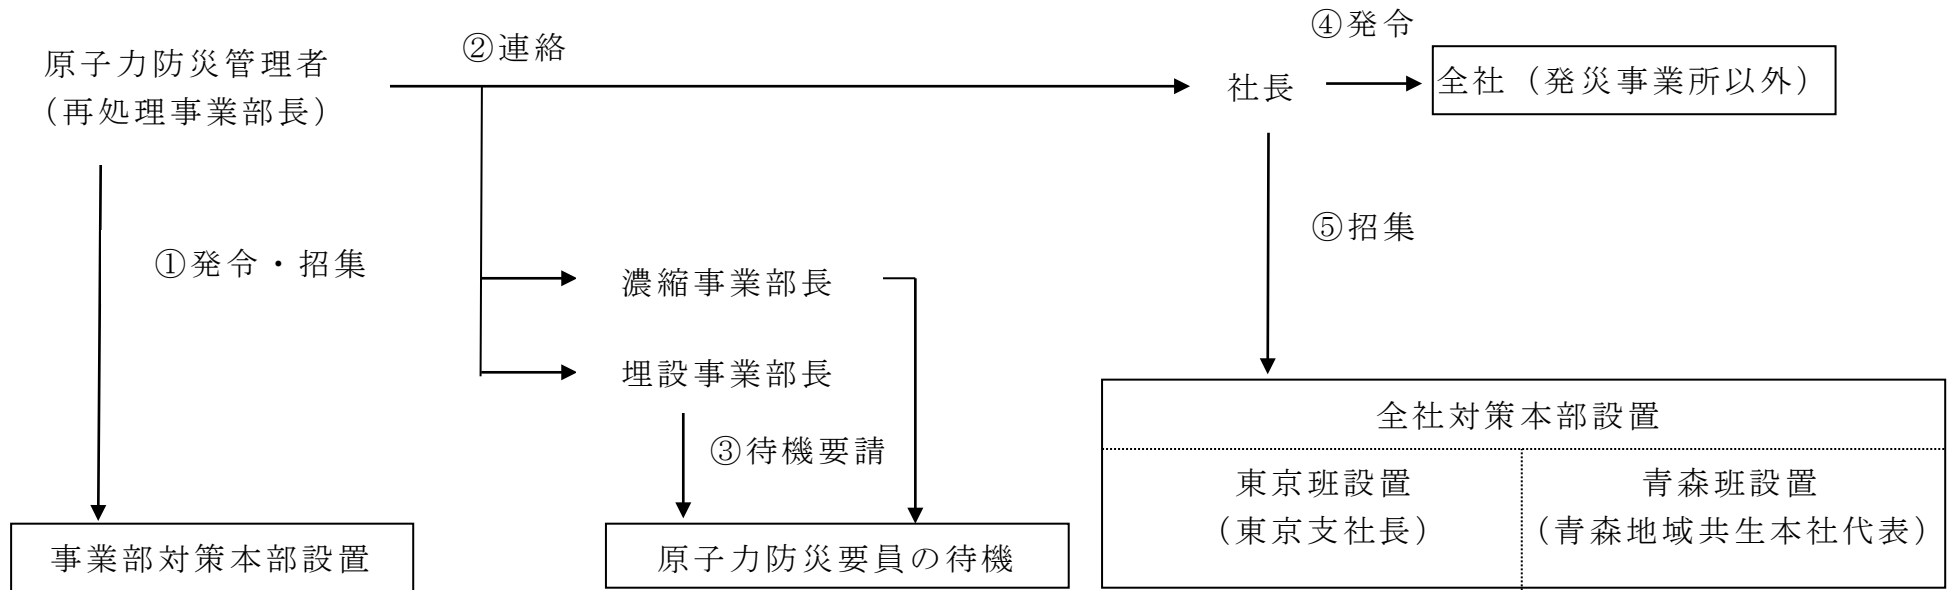 ④発令
②連絡
原子力防災管理者
(再処理事業部長)
社長
全社(発災事業所以外)
⑤招集
①発令・招集
濃縮事業部長
埋設事業部長
③待機要請
全社対策本部設置
東京班設置
(東京支社長)
青森班設置
(青森地域共生本社代表)
事業部対策本部設置
原子力防災要員の待機